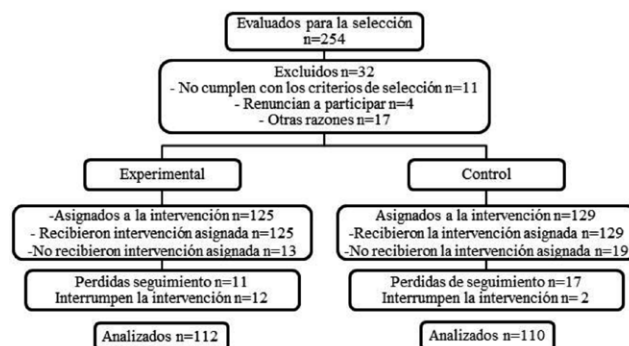 Evaluados para la selección
n=254
Excluidos n=32
- No cumplen con los criterios de selección n=11
- Renuncian a participar n=4
- Otras razones n=17
Experimental
Control
-Asignados a la intervención n=125
- Recibieron intervención asignada n=125
-No recibieron intervención asignada n=13
Asignados a la intervención n=129
-Recibieron la intervención asignada n=129
-No recibieron la intervención asignada n=19
Perdidas seguimiento n=11
Interrumpen la intervención n=12
Perdidas de seguimiento n=17
Interrumpen la intervención n= 2
Analizados n=112
Analizados n=110